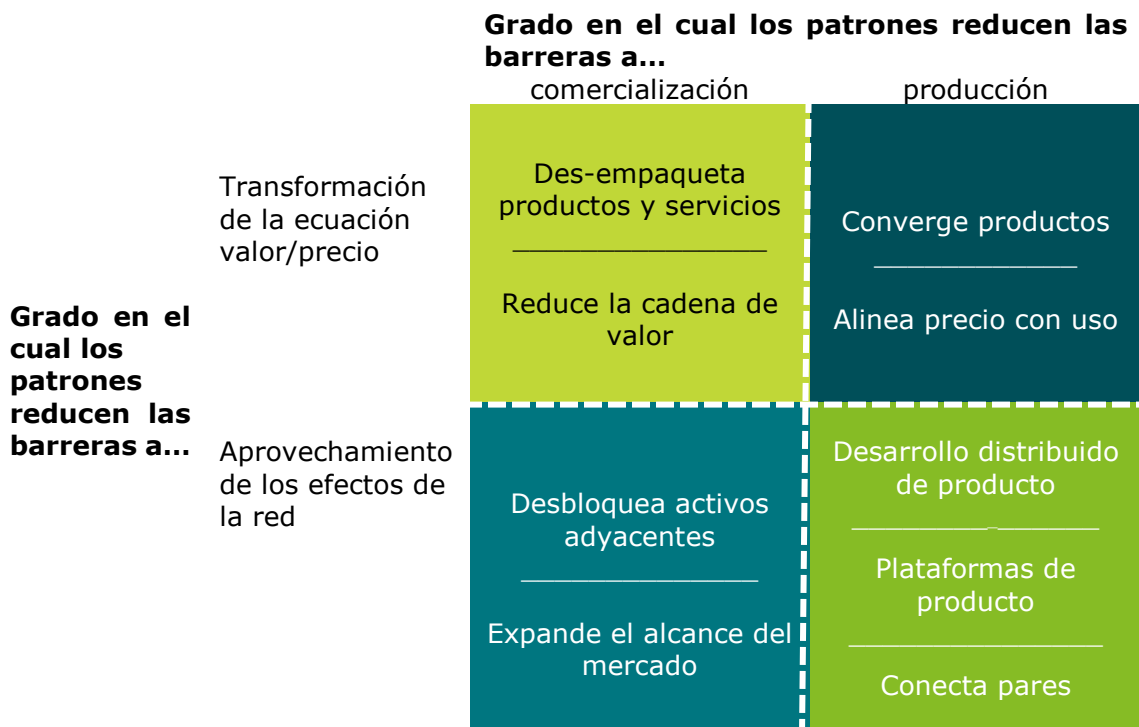 Grado en el cual los patrones reducen las
barreras a...
comercialización
producción
Transformación
de la ecuación
valor/precio
Des-empaqueta
productos y servicios
Reduce la cadena de
valor
Converge productos
Alinea precio con uso
Grado en el
cual los
patrones
reducen las
barreras a...
Aprovechamiento
de los efectos de
la red
Desbloquea activos
adyacentes
Expande el alcance del
mercado
Desarrollo distribuido
de producto
Plataformas de
producto
Conecta pares